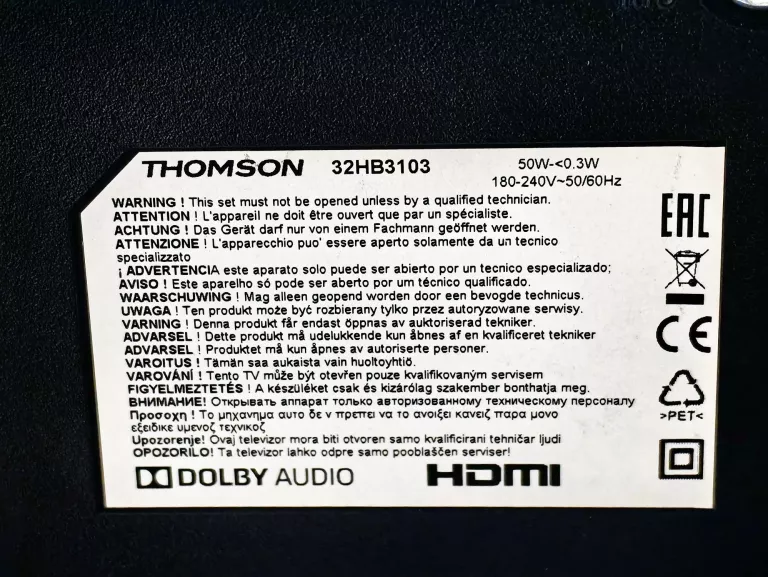 THOMSON 32HB3103 50W-<0.3W
180-240V~50/60Hz
WARNING ! This set must not be opened unless by a qualified technician.
ATTENTION ! L'appareil ne doit être ouvert que par un spécialiste.
ACHTUNG ! Das Gerät darf nur von einem Fachmann geöffnet werden.
ATTENZIONE ! L'apparecchio puo' essere aperto solamente da un tecnico
specializzato
¡ ADVERTENCIA este aparato solo puede ser abierto por un tecnico especializado;
AVISO ! Este aparelho só pode ser aberto por um técnico qualificado.
WAARSCHUWING ! Mag alleen geopend worden door een bevogde technicus.
UWAGA ! Ten produkt może być rozbierany tylko przez autoryzowane serwisy.
VARNING ! Denna produkt får endast öppnas av auktoriserad tekniker.
ADVARSEL ! Dette produkt må udelukkende kun åbnes af en kvalificeret tekniker
ADVARSEL ! Produktet má kun åpnes av autoriserte personer.
VAROITUS ! Tämän saa aukaista vain huoltoyhtiö.
VAROVÁNI ! Tento TV může být otevřen pouze kvalifikovaným servisem
FIGYELMEZTETÉS ! A készüléket csak és kizárólag szakember bonthatja meg.
ВНИМАНИЕ! Открывать аппарат только авторизованному техническому персоналу
Προσοχη ! Το μηχανημα αυτο δε ν πρεπει να το ανοιξει κανειζ παρα μονο
εξειδικε υμενοζ τεχνικοζ
Upozorenje! Ovaj televizor mora biti otvoren samo kvalificirani tehničar ljudi
OPOZORILO! Ta televizor lahko odpre samo pooblaščen serviser!
DOLBY AUDIO HDMI
EAC
CE
>PET<